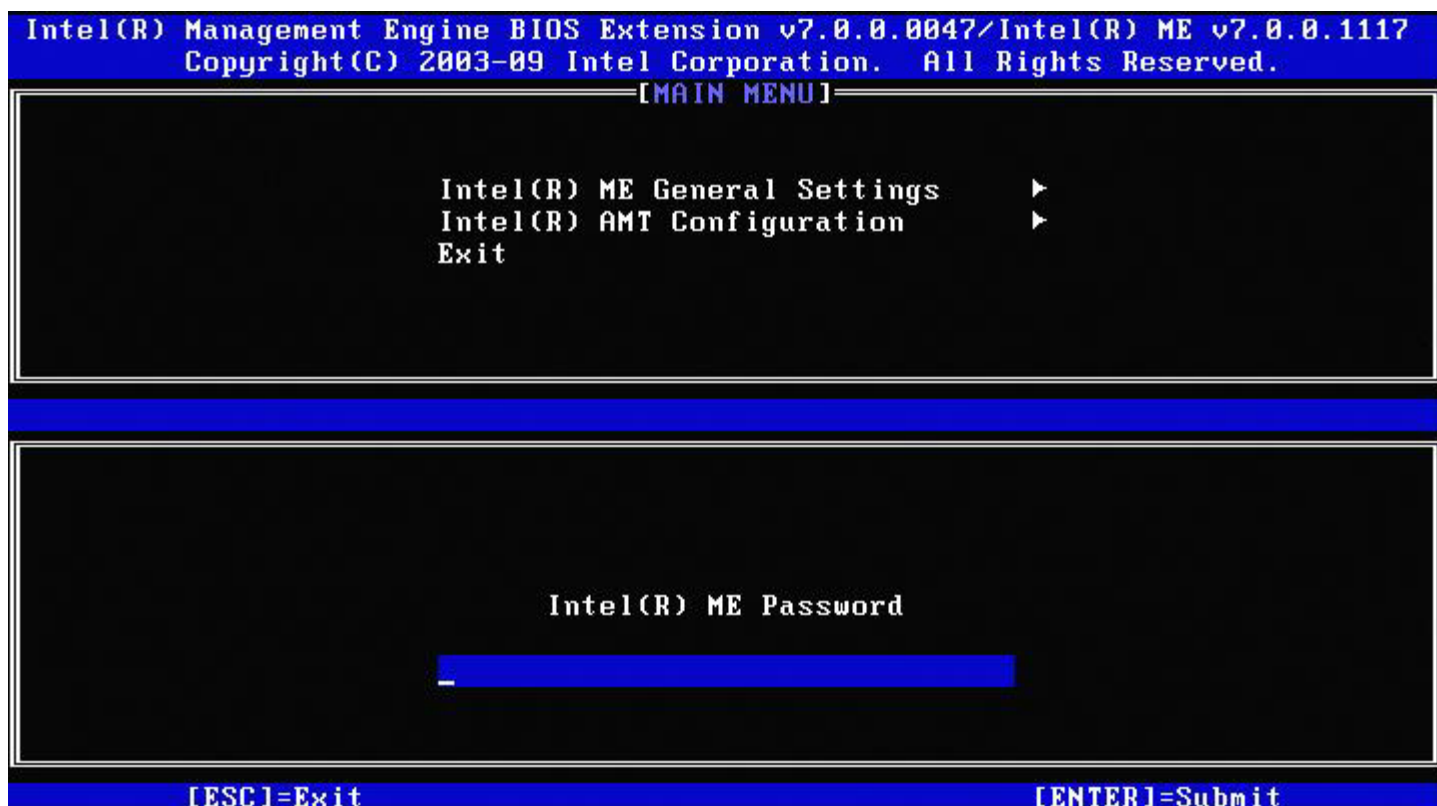 Intel(R) Management Engine BIOS Extension v7.0.0.0047/Intel(R) ME v7.0.0.1117
Copyright(C) 2003-09 Intel Corporation. All Rights Reserved.
[MAIN MENU]
Intel(R) ME General Settings
Intel(R) AMT Configuration
Exit
Intel(R) ME Password
[ESC]=Exit [ENTER]=Submit